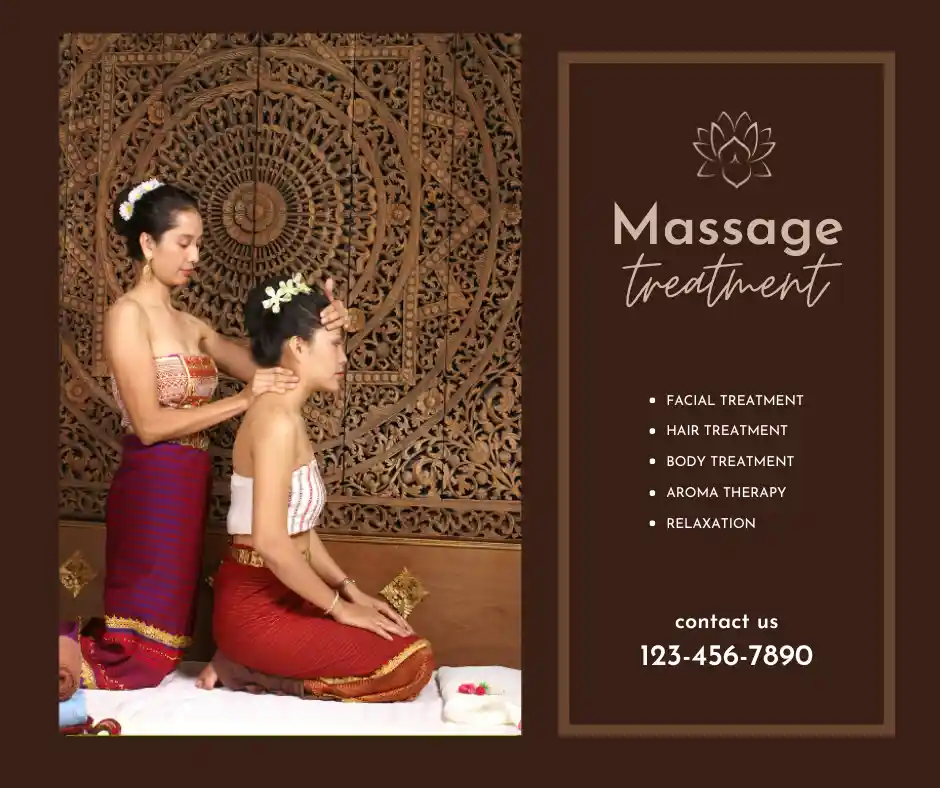 Massage
treatment
• FACIAL TREATMENT
• HAIR TREATMENT
• BODY TREATMENT
• AROMA THERAPY
• RELAXATION
contact us
123-456-7890